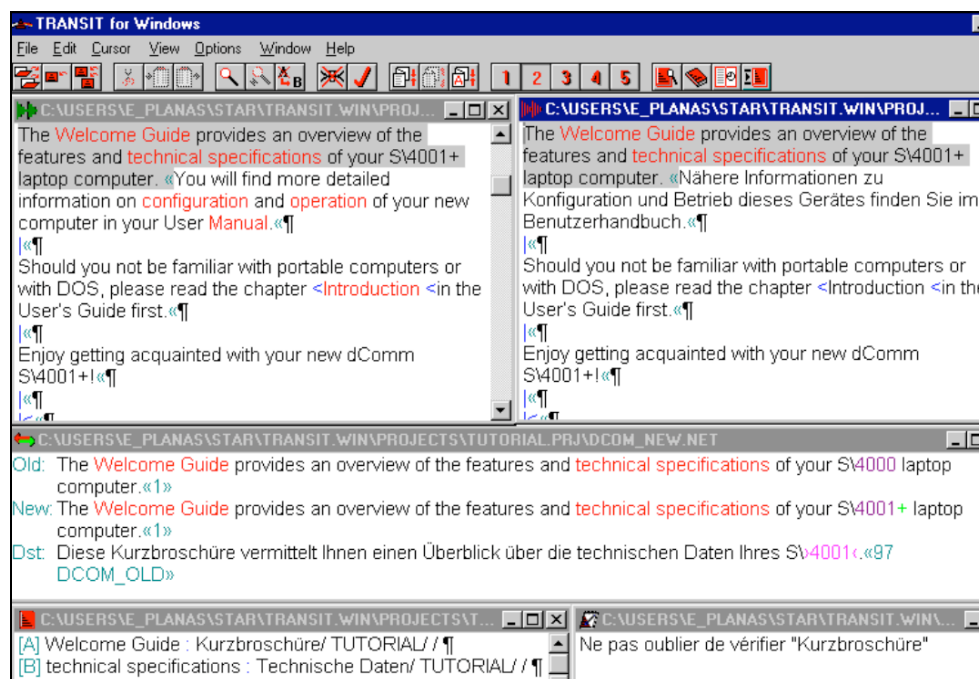 TRANSIT for Windows
File Edit Cursor View Options Window Help
A B A 1 2 3 4 5
C:\USERS\E_PLANAS\STAR\TRANSIT.WIN\PROJ...
The Welcome Guide provides an overview of the
features and technical specifications of your S\4001+
laptop computer. «You will find more detailed
information on configuration and operation of your new
computer in your User Manual.«¶
|«¶
Should you not be familiar with portable computers or
with DOS, please read the chapter <Introduction <in the
User's Guide first.«¶
|«¶
Enjoy getting acquainted with your new dComm
S\4001+!«¶
|«¶
|<«¶
C:\USERS\E_PLANAS\STAR\TRANSIT.WIN\PROJ...
The Welcome Guide provides an overview of the
features and technical specifications of your S\4001+
laptop computer. «Nähere Informationen zu
Konfiguration und Betrieb dieses Gerätes finden Sie im
Benutzerhandbuch.«¶
|«¶
Should you not be familiar with portable computers or
with DOS, please read the chapter <Introduction <in the
User's Guide first.«¶
|«¶
Enjoy getting acquainted with your new dComm
S\4001+!«¶
|«¶
|<«¶
C:\USERS\E_PLANAS\STAR\TRANSIT.WIN\PROJECTS\TUTORIAL.PRJ\DCOM_NEW.NET
Old: The Welcome Guide provides an overview of the features and technical specifications of your S\4000 laptop
computer.«1»
New: The Welcome Guide provides an overview of the features and technical specifications of your S\4001+ laptop
computer.«1»
Dst: Diese Kurzbroschüre vermittelt Ihnen einen Überblick über die technischen Daten Ihres S\›4001‹.«97
DCOM_OLD»
C:\USERS\E_PLANAS\STAR\TRANSIT.WIN\PROJECTS\T...
[A] Welcome Guide : Kurzbroschüre/ TUTORIAL/ / ¶
[B] technical specifications : Technische Daten/ TUTORIAL/ / ¶
C:\USERS\E_PLANAS\STAR\TRANSIT.WIN\...
Ne pas oublier de vérifier "Kurzbroschüre"